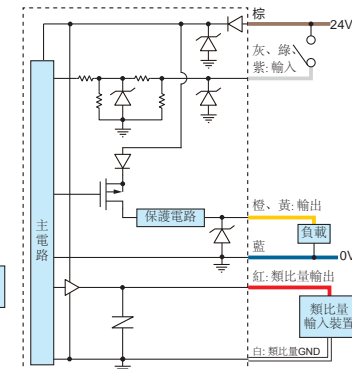 棕
24V
灰、綠、
紫: 輸入
橙、黃: 輸出
保護電路
負載
主電路
藍
0V
紅: 類比量輸出
類比量
輸入裝置
白: 類比量GND